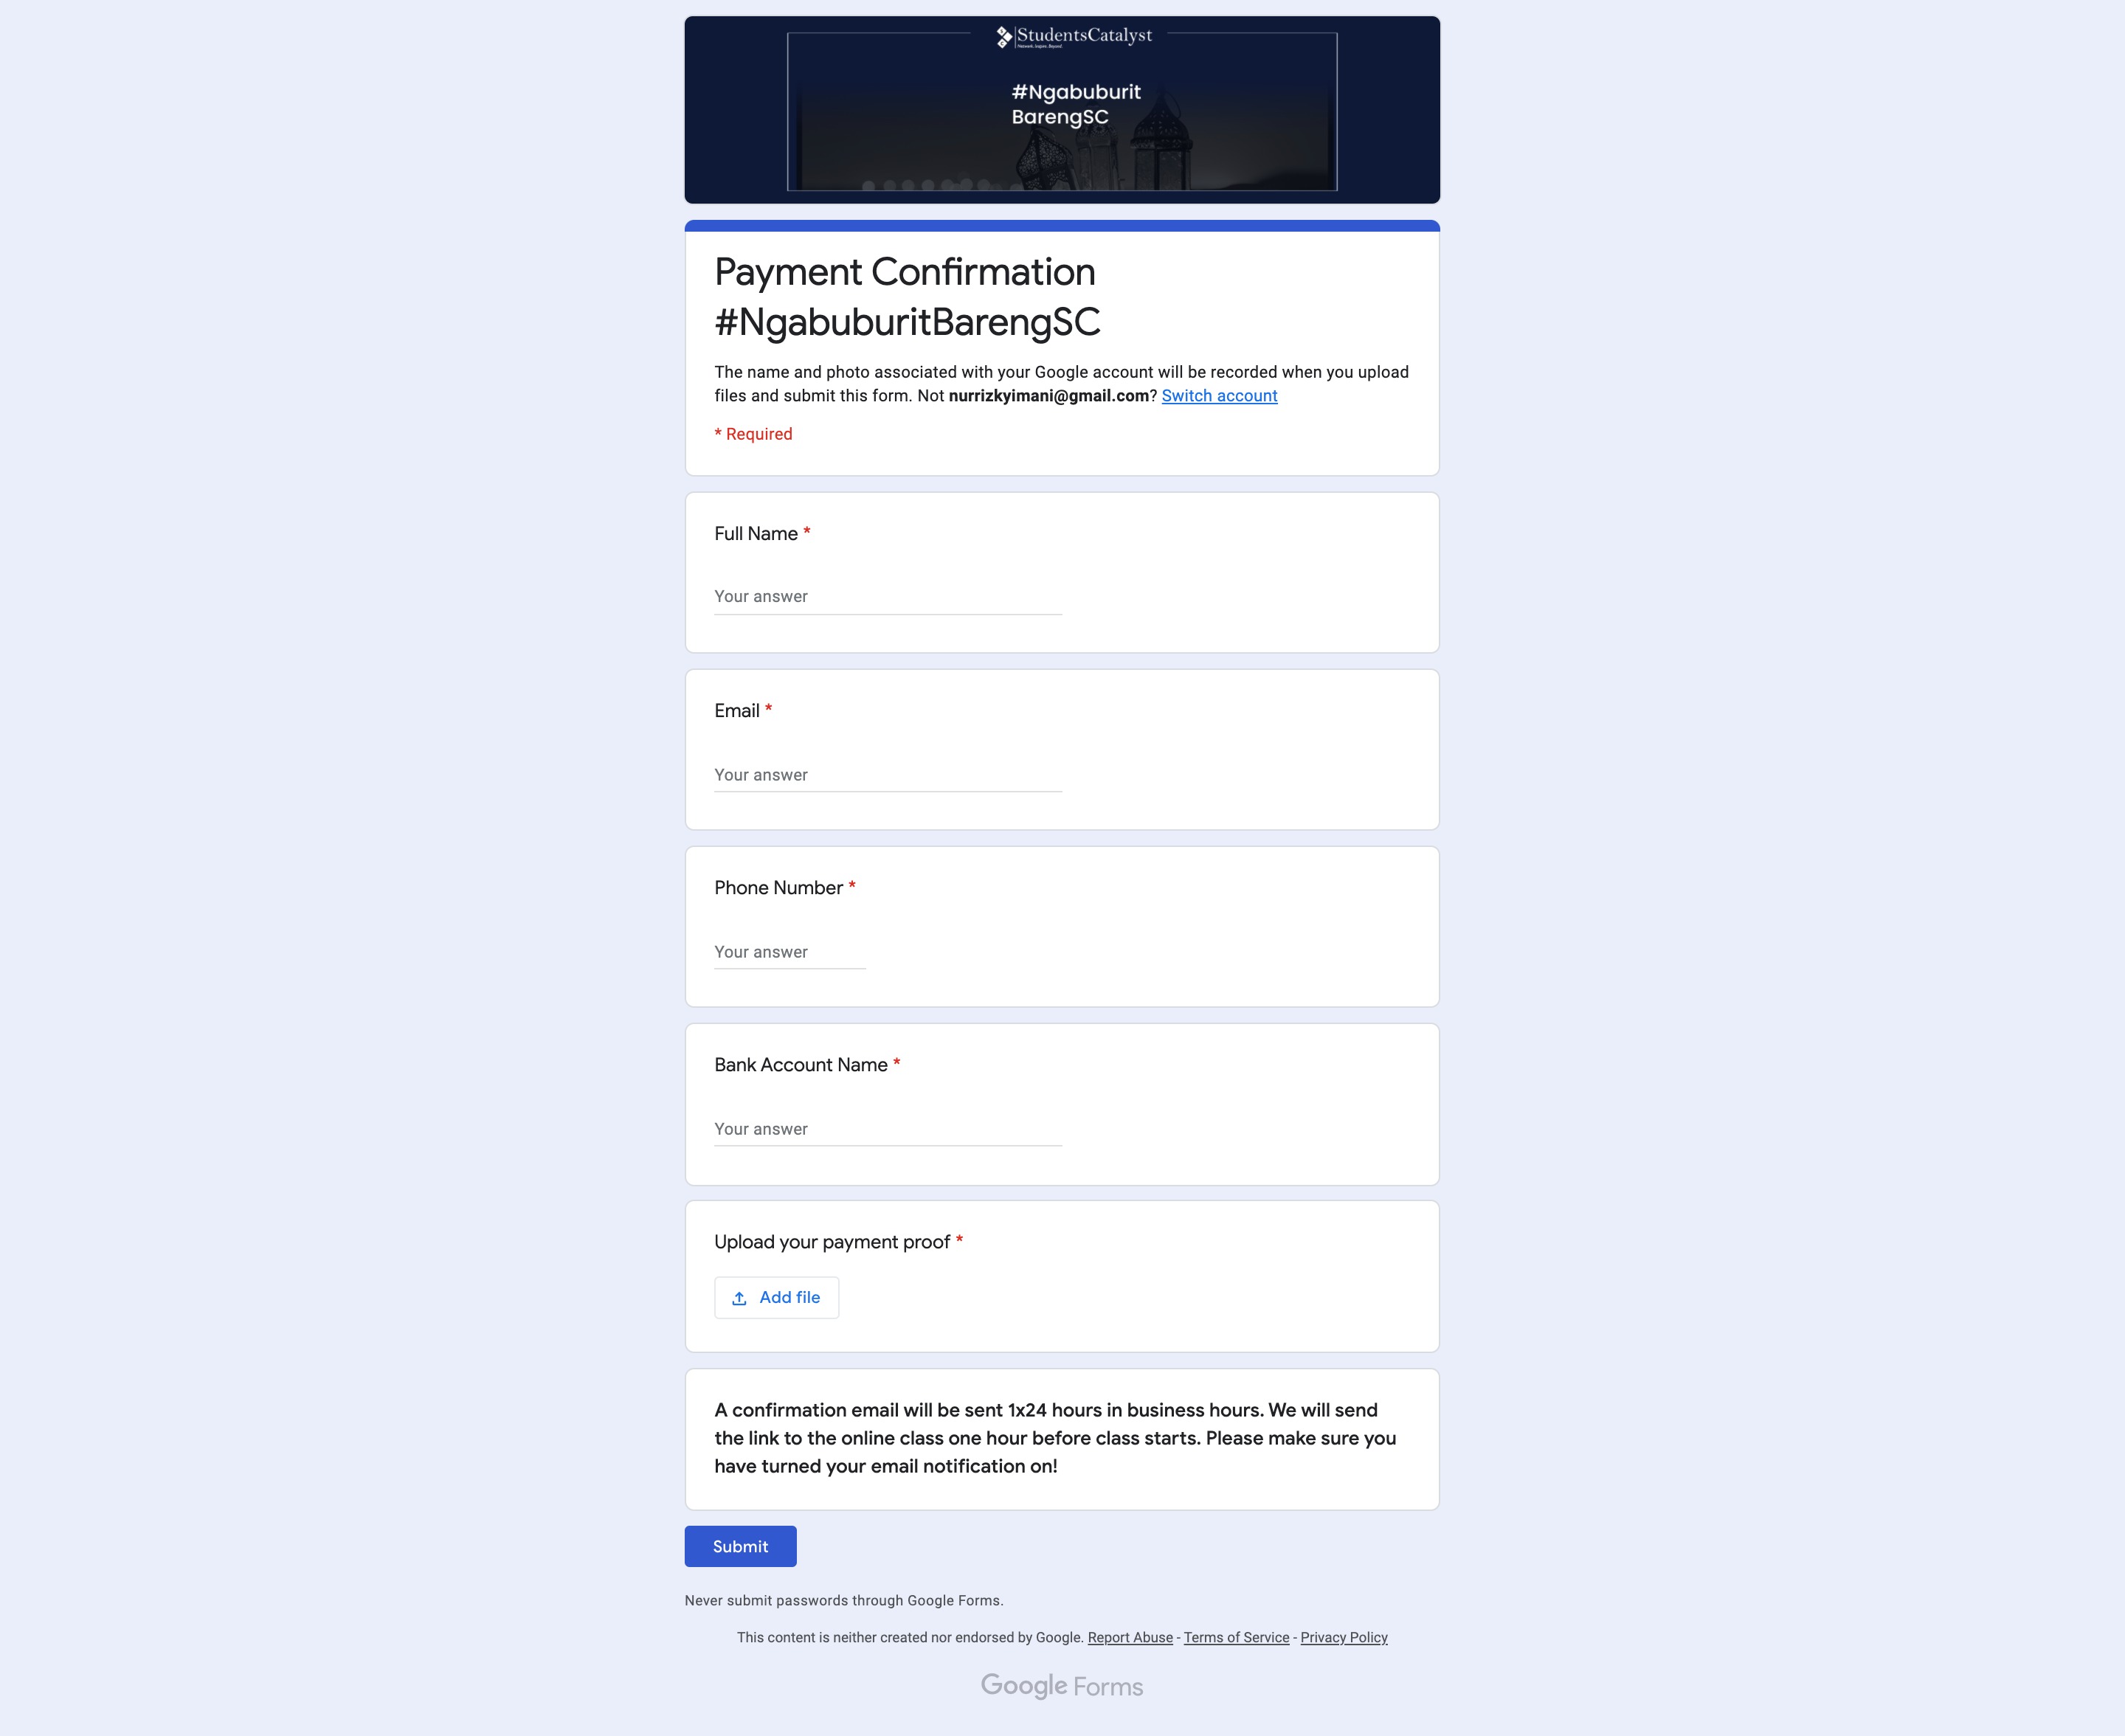 StudentsCatalyst
Network. Inspire. Beyond.
#Ngabuburit
BarengSC
Payment Confirmation
#NgabuburitBarengSC
The name and photo associated with your Google account will be recorded when you upload
files and submit this form. Not nurrizkyimani@gmail.com? Switch account
* Required
Full Name *
Your answer
Email *
Your answer
Phone Number *
Your answer
Bank Account Name *
Your answer
Upload your payment proof *
Add file
A confirmation email will be sent 1x24 hours in business hours. We will send
the link to the online class one hour before class starts. Please make sure you
have turned your email notification on!
Submit
Never submit passwords through Google Forms.
This content is neither created nor endorsed by Google. Report Abuse - Terms of Service - Privacy Policy
Google Forms